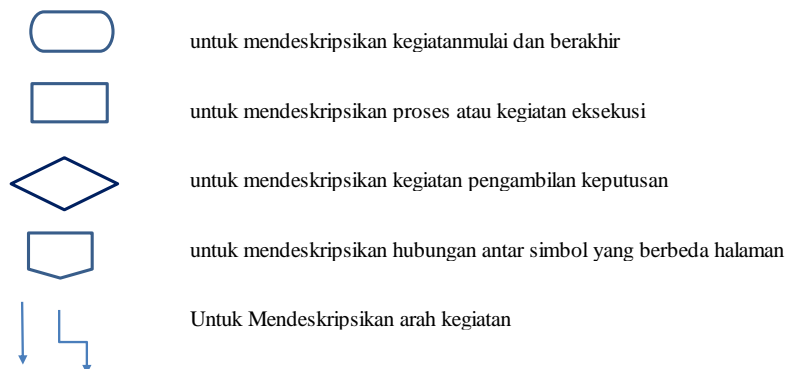 untuk mendeskripsikan kegiatanmulai dan berakhir
untuk mendeskripsikan proses atau kegiatan eksekusi
untuk mendeskripsikan kegiatan pengambilan keputusan
untuk mendeskripsikan hubungan antar simbol yang berbeda halaman
Untuk Mendeskripsikan arah kegiatan